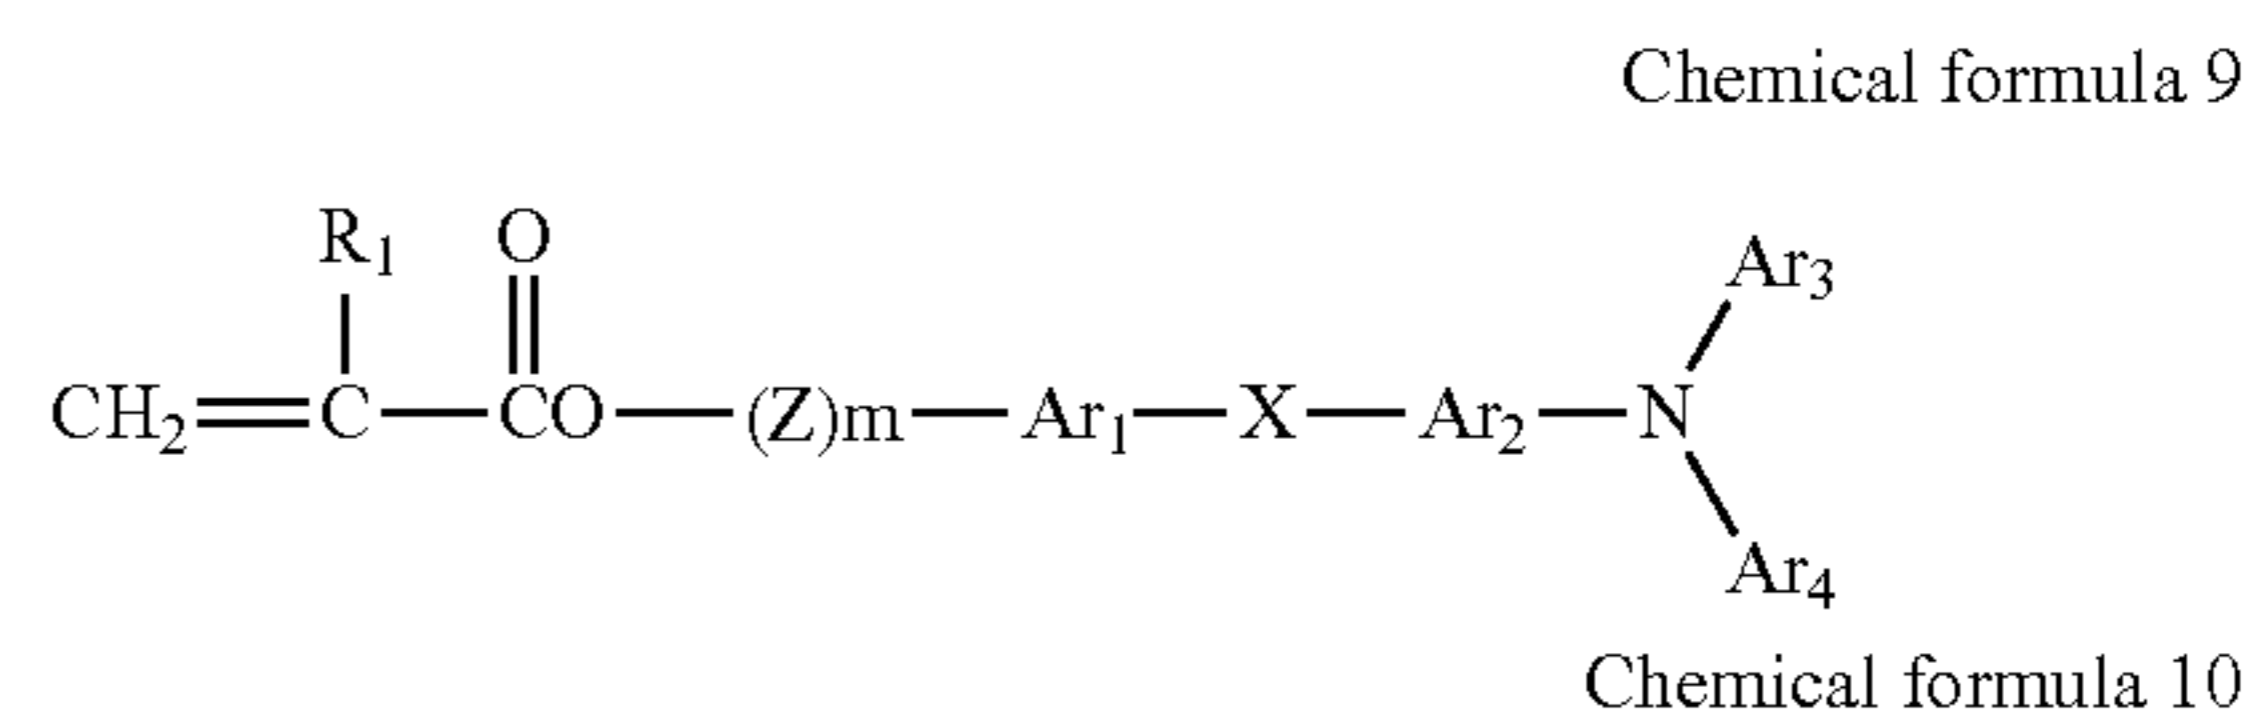 Chemical formula 9
R1 O Ar3
CH2=C—CO—(Z)m—Ar1—X—Ar2—N
Ar4
Chemical formula 10